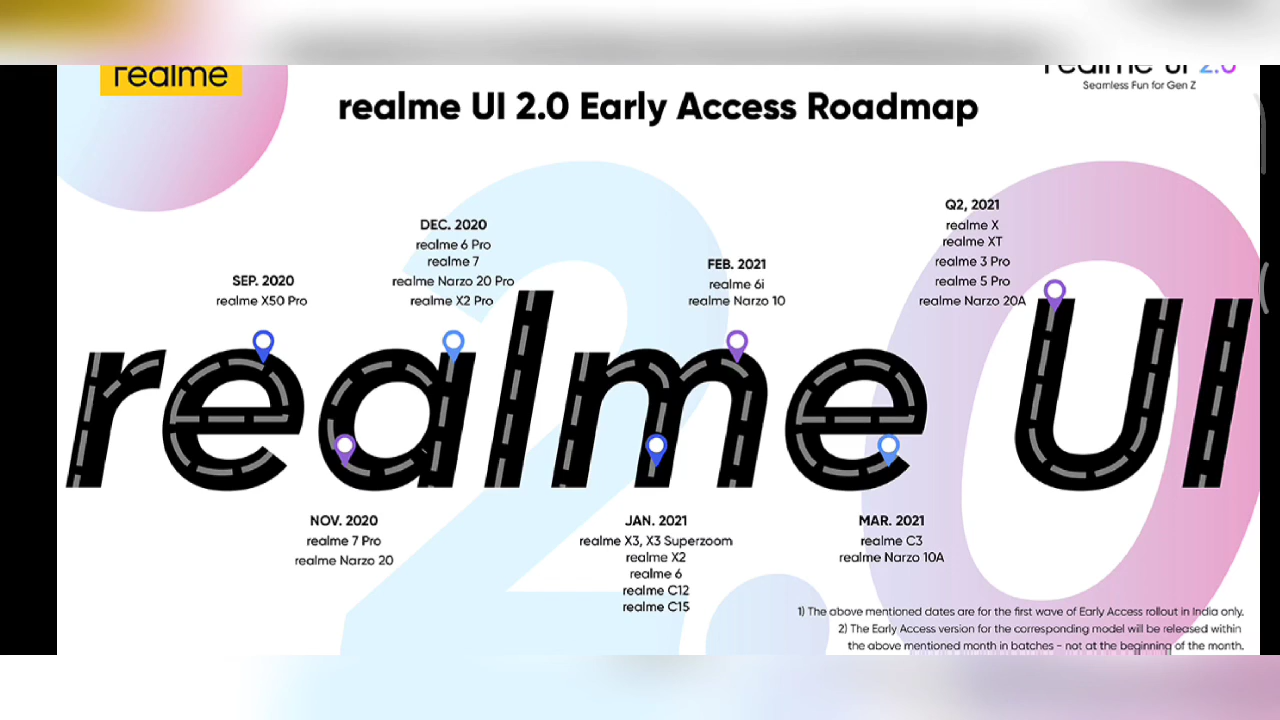 realme
realme UI 2.0
Seamless Fun for Gen Z
realme UI 2.0 Early Access Roadmap
SEP. 2020
realme X50 Pro
DEC. 2020
realme 6 Pro
realme 7
realme Narzo 20 Pro
realme X2 Pro
FEB. 2021
realme 6i
realme Narzo 10
Q2, 2021
realme X
realme XT
realme 3 Pro
realme 5 Pro
realme Narzo 20A
2.0
realme UI
NOV. 2020
realme 7 Pro
realme Narzo 20
JAN. 2021
realme X3, X3 Superzoom
realme X2
realme 6
realme C12
realme C15
MAR. 2021
realme C3
realme Narzo 10A
1) The above mentioned dates are for the first wave of Early Access rollout in India only.
2) The Early Access version for the corresponding model will be released within
the above mentioned month in batches - not at the beginning of the month.